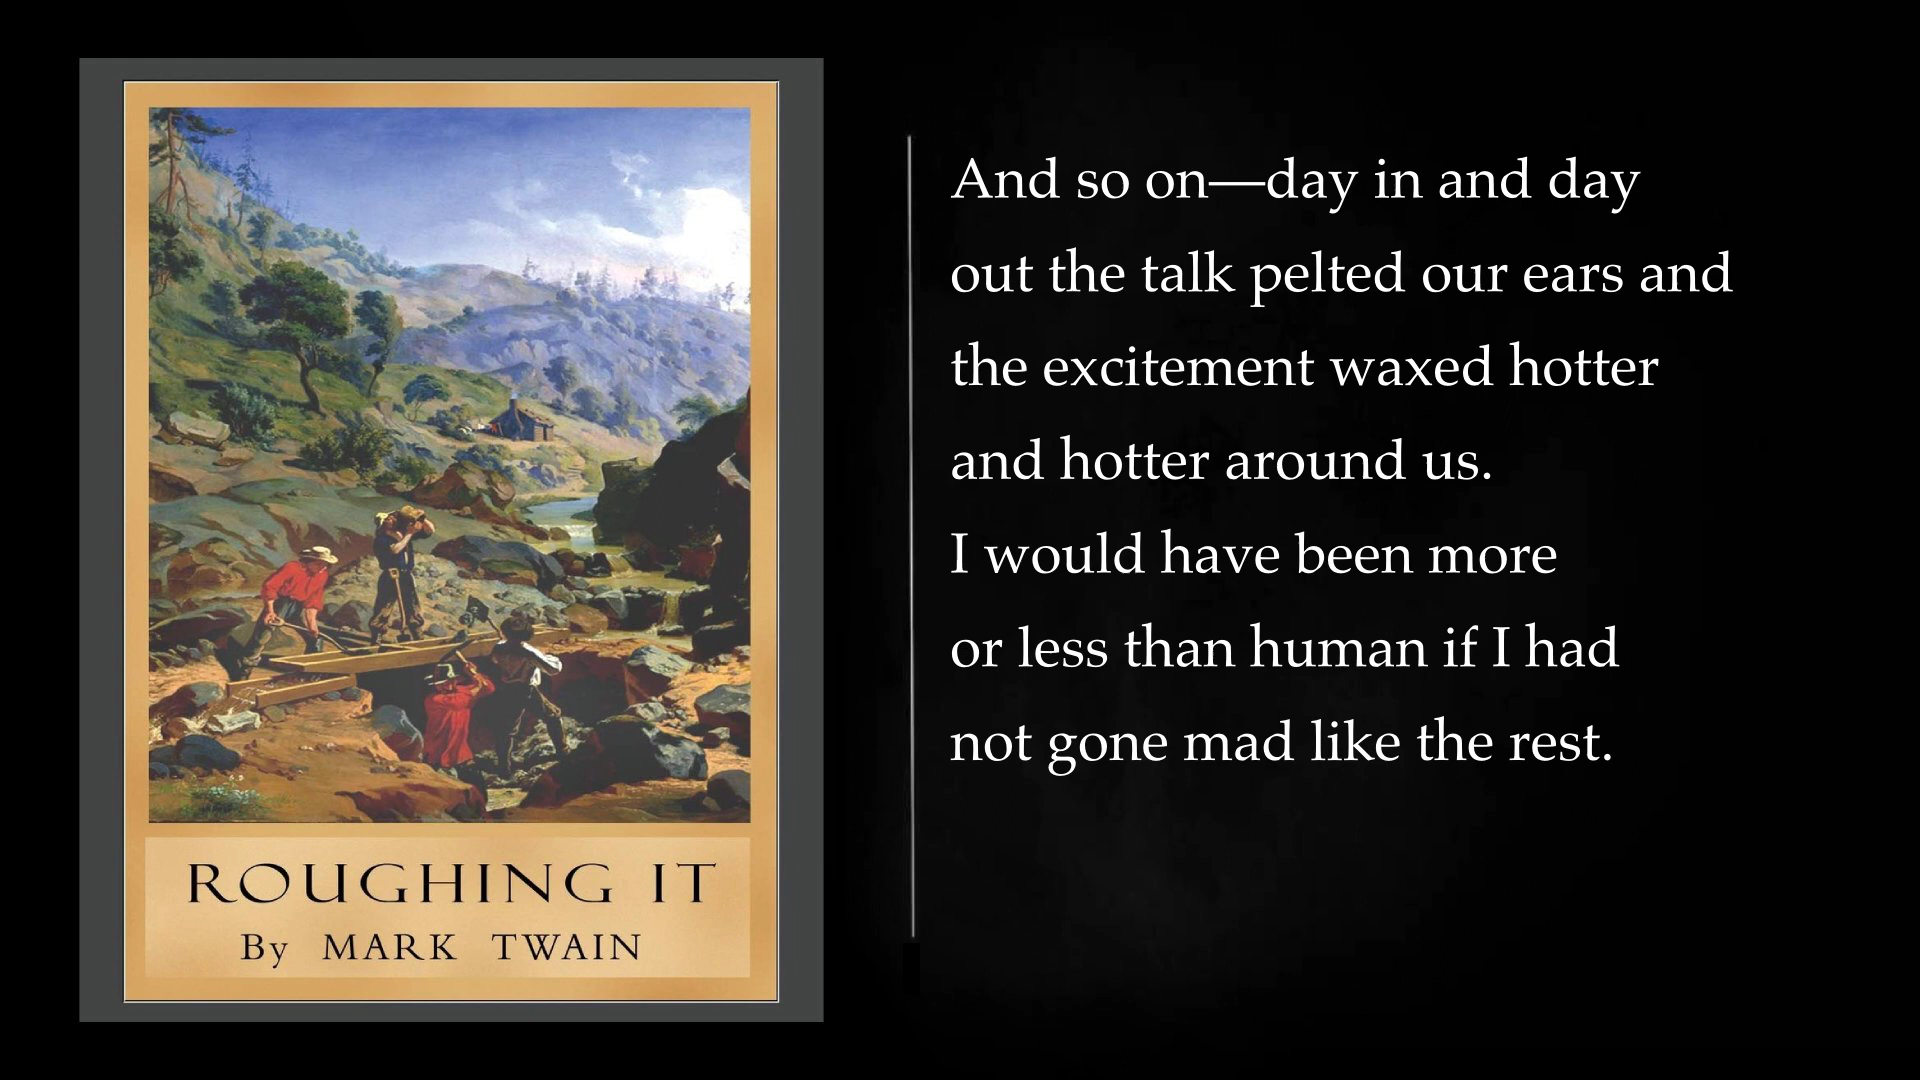 ROUGHING IT
By MARK TWAIN
And so on—day in and day
out the talk pelted our ears and
the excitement waxed hotter
and hotter around us.
I would have been more
or less than human if I had
not gone mad like the rest.